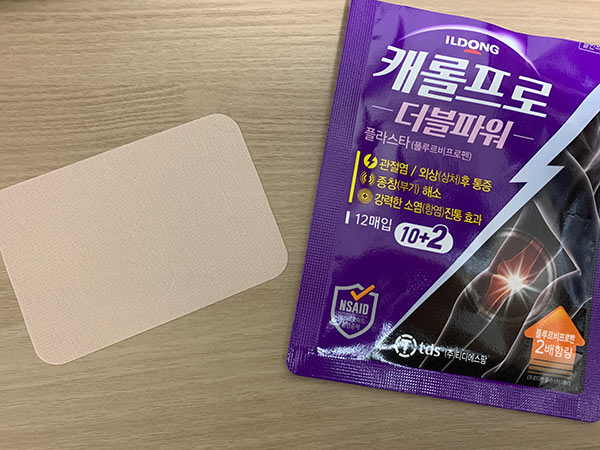 ILDONG
캐롤프로
더블파워
플라스타 (플루르비프로펜)
관절염 / 외상(상처)후 통증
종창(부기) 해소
강력한 소염(항염)진통 효과
12매입 10+2
NSAID
tds (주)티디에스팜
플루르비프로펜
2배함량